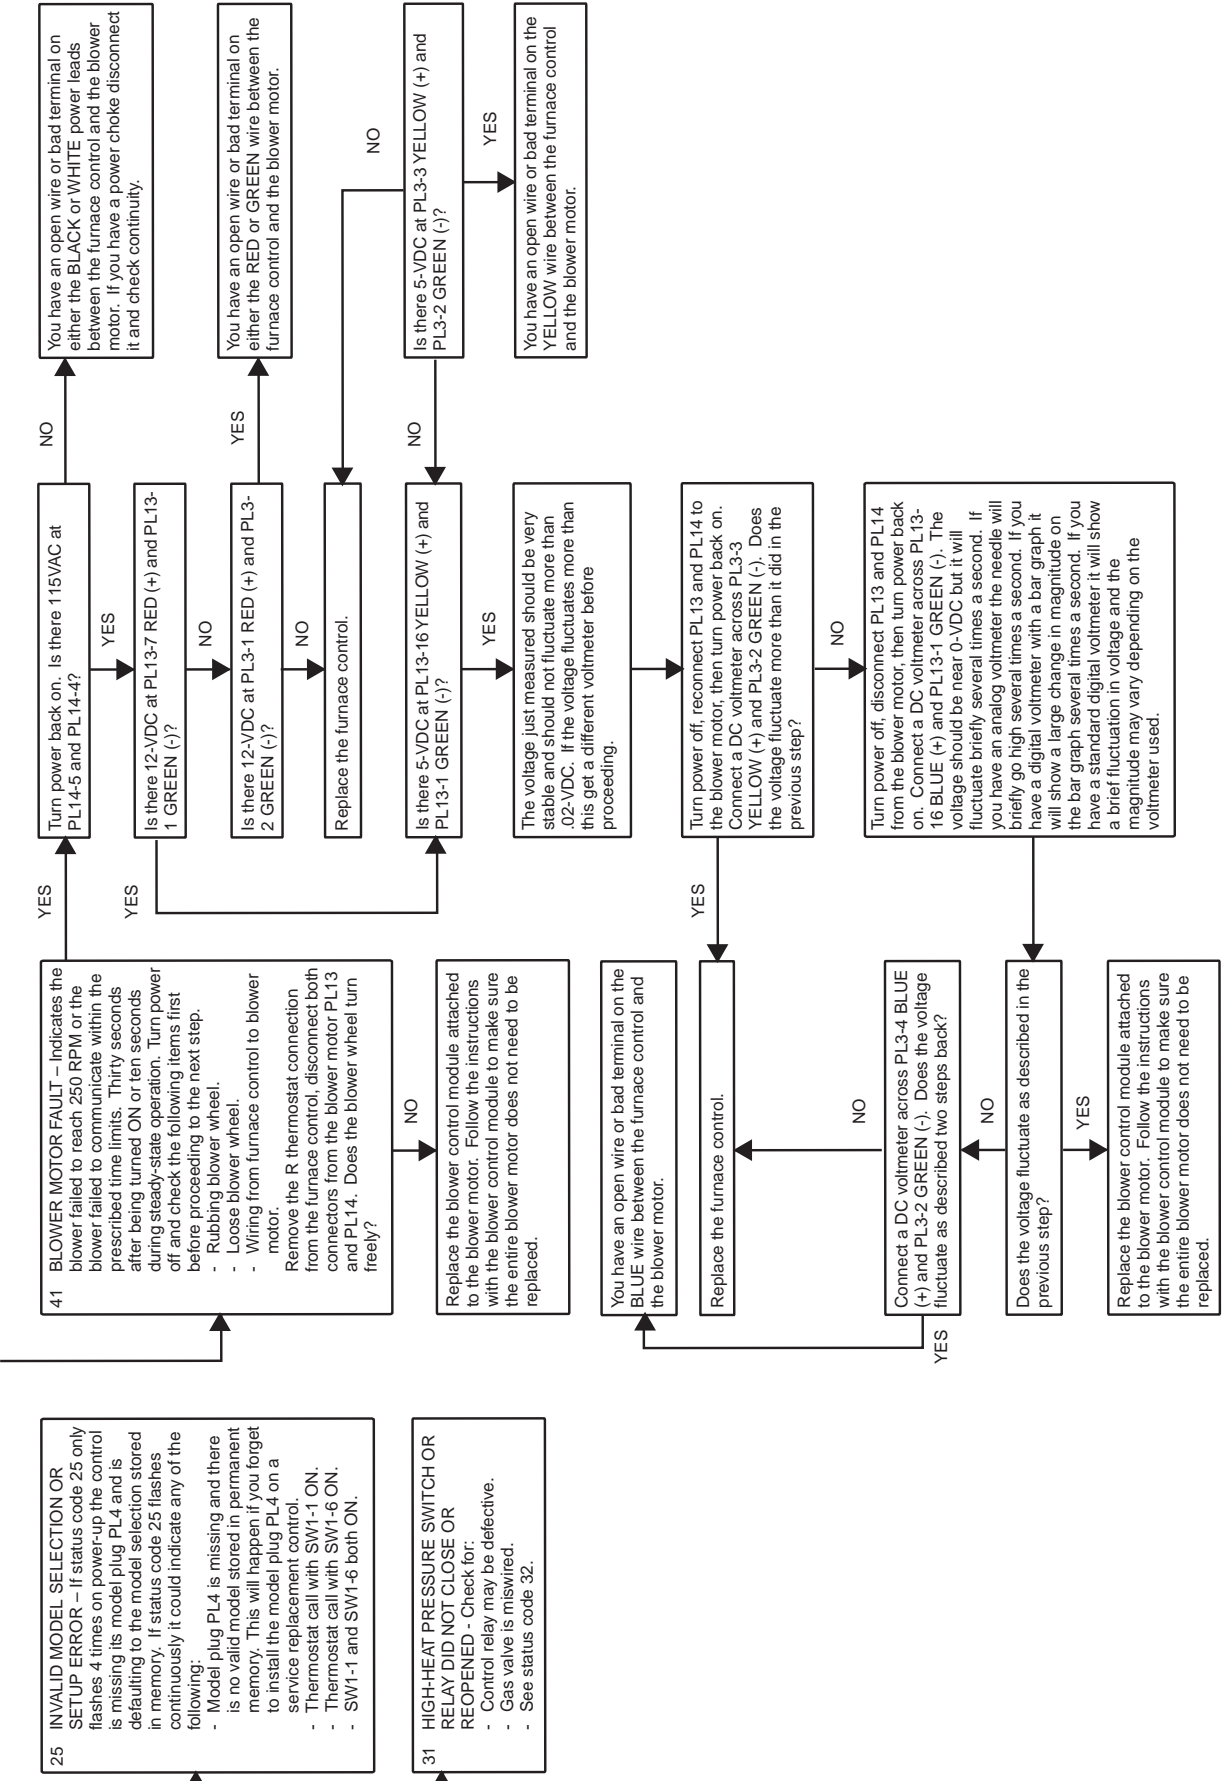 25 INVALID MODEL SELECTION OR
SETUP ERROR – If status code 25 only
flashes 4 times on power-up the control
is missing its model plug PL4 and is
defaulting to the model selection stored
in memory. If status code 25 flashes
continuously it could indicate any of the
following:
- Model plug PL4 is missing and there
is no valid model stored in permanent
memory. This will happen if you forget
to install the model plug PL4 on a
service replacement control.
- Thermostat call with SW1-1 ON.
- Thermostat call with SW1-6 ON.
- SW1-1 and SW1-6 both ON.
31 HIGH-HEAT PRESSURE SWITCH OR
RELAY DID NOT CLOSE OR
REOPENED - Check for:
- Control relay may be defective.
- Gas valve is miswired.
- See status code 32.
41 BLOWER MOTOR FAULT – Indicates the
blower failed to reach 250 RPM or the
blower failed to communicate within the
prescribed time limits. Thirty seconds
after being turned ON or ten seconds
during steady-state operation. Turn power
off and check the following items first
before proceeding to the next step.
- Rubbing blower wheel.
- Loose blower wheel.
- Wiring from furnace control to blower
motor.
Remove the R thermostat connection
from the furnace control, disconnect both
connectors from the blower motor PL13
and PL14. Does the blower wheel turn
freely?
NO
Replace the blower control module attached
to the blower motor. Follow the instructions
with the blower control module to make sure
the entire blower motor does not need to be
replaced.
You have an open wire or bad terminal on the
BLUE wire between the furnace control and
the blower motor.
Replace the furnace control.
NO
YES
Connect a DC voltmeter across PL3-4 BLUE
(+) and PL3-2 GREEN (-). Does the voltage
fluctuate as described two steps back?
NO
Does the voltage fluctuate as described in the
previous step?
YES
Replace the blower control module attached
to the blower motor. Follow the instructions
with the blower control module to make sure
the entire blower motor does not need to be
replaced.
YES
YES
YES
Turn power back on. Is there 115VAC at
PL14-5 and PL14-4?
YES
Is there 12-VDC at PL13-7 RED (+) and PL13-
1 GREEN (-)?
NO
Is there 12-VDC at PL3-1 RED (+) and PL3-
2 GREEN (-)?
NO
Replace the furnace control.
Is there 5-VDC at PL13-16 YELLOW (+) and
PL13-1 GREEN (-)?
YES
The voltage just measured should be very
stable and should not fluctuate more than
.02-VDC. If the voltage fluctuates more than
this get a different voltmeter before
proceeding.
Turn power off, reconnect PL13 and PL14 to
the blower motor, then turn power back on.
Connect a DC voltmeter across PL3-3
YELLOW (+) and PL3-2 GREEN (-). Does
the voltage fluctuate more than it did in the
previous step?
NO
Turn power off, disconnect PL13 and PL14
from the blower motor, then turn power back
on. Connect a DC voltmeter across PL13-
16 BLUE (+) and PL13-1 GREEN (-). The
voltage should be near 0-VDC but it will
fluctuate briefly several times a second. If
you have an analog voltmeter the needle will
briefly go high several times a second. If you
have a digital voltmeter with a bar graph it
will show a large change in magnitude on
the bar graph several times a second. If you
have a standard digital voltmeter it will show
a brief fluctuation in voltage and the
magnitude may vary depending on the
voltmeter used.
NO
YES
NO
You have an open wire or bad terminal on
either the BLACK or WHITE power leads
between the furnace control and the blower
motor. If you have a power choke disconnect
it and check continuity.
You have an open wire or bad terminal on
either the RED or GREEN wire between the
furnace control and the blower motor.
NO
Is there 5-VDC at PL3-3 YELLOW (+) and
PL3-2 GREEN (-)?
YES
You have an open wire or bad terminal on the
YELLOW wire between the furnace control
and the blower motor.